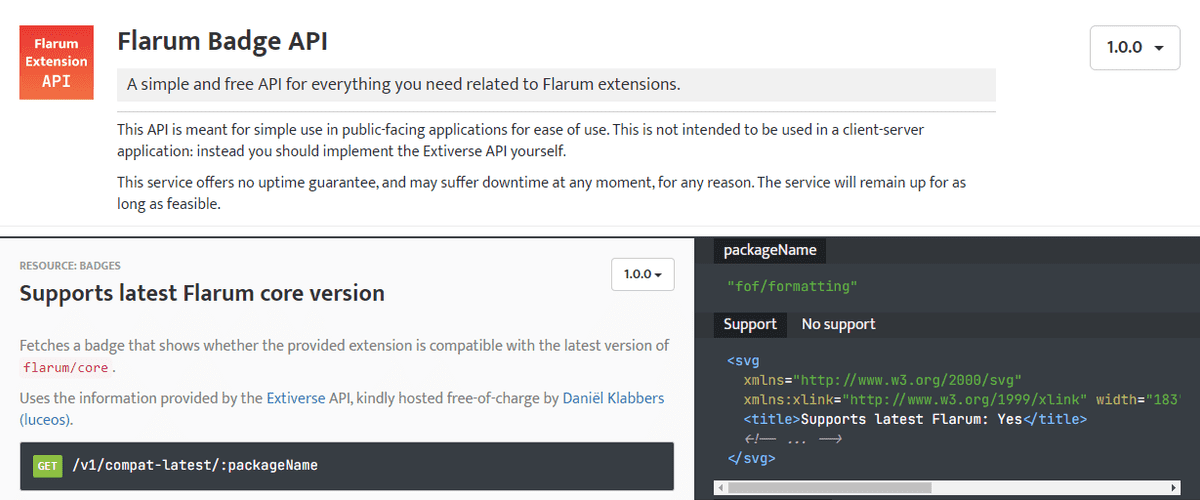 Flarum
Extension
API
Flarum Badge API
1.0.0
A simple and free API for everything you need related to Flarum extensions.
This API is meant for simple use in public-facing applications for ease of use. This is not intended to be used in a client-server
application: instead you should implement the Extiverse API yourself.
This service offers no uptime guarantee, and may suffer downtime at any moment, for any reason. The service will remain up for as
long as feasible.
RESOURCE: BADGES
1.0.0
Supports latest Flarum core version
Fetches a badge that shows whether the provided extension is compatible with the latest version of
flarum/core .
Uses the information provided by the Extiverse API, kindly hosted free-of-charge by Daniël Klabbers
(luceos).
GET /v1/compat-latest/:packageName
packageName
"fof/formatting"
Support No support
<svg
xmlns="http://www.w3.org/2000/svg"
xmlns:xlink="http://www.w3.org/1999/xlink" width="183"
<title>Supports latest Flarum: Yes</title>
<!-- ... -->
</svg>